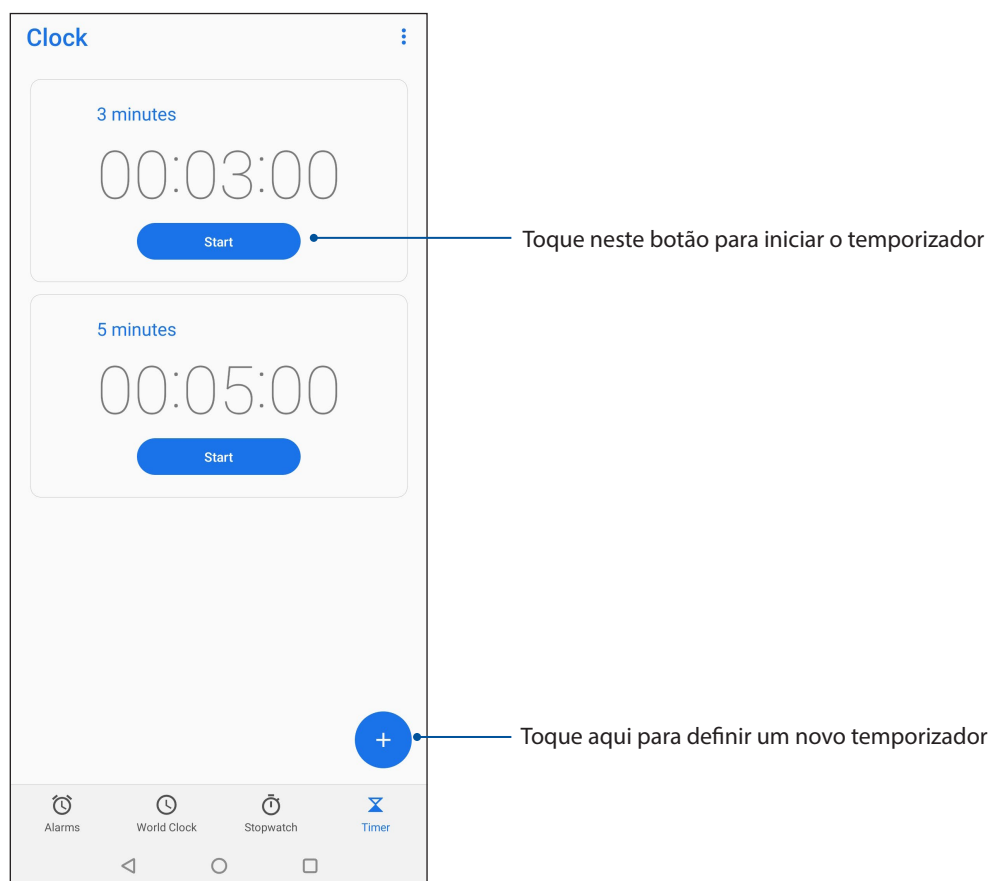 Clock
3 minutes
00:03:00
Start
Toque neste botão para iniciar o temporizador
5 minutes
00:05:00
Start
+
Toque aqui para definir um novo temporizador
Alarms World Clock Stopwatch Timer